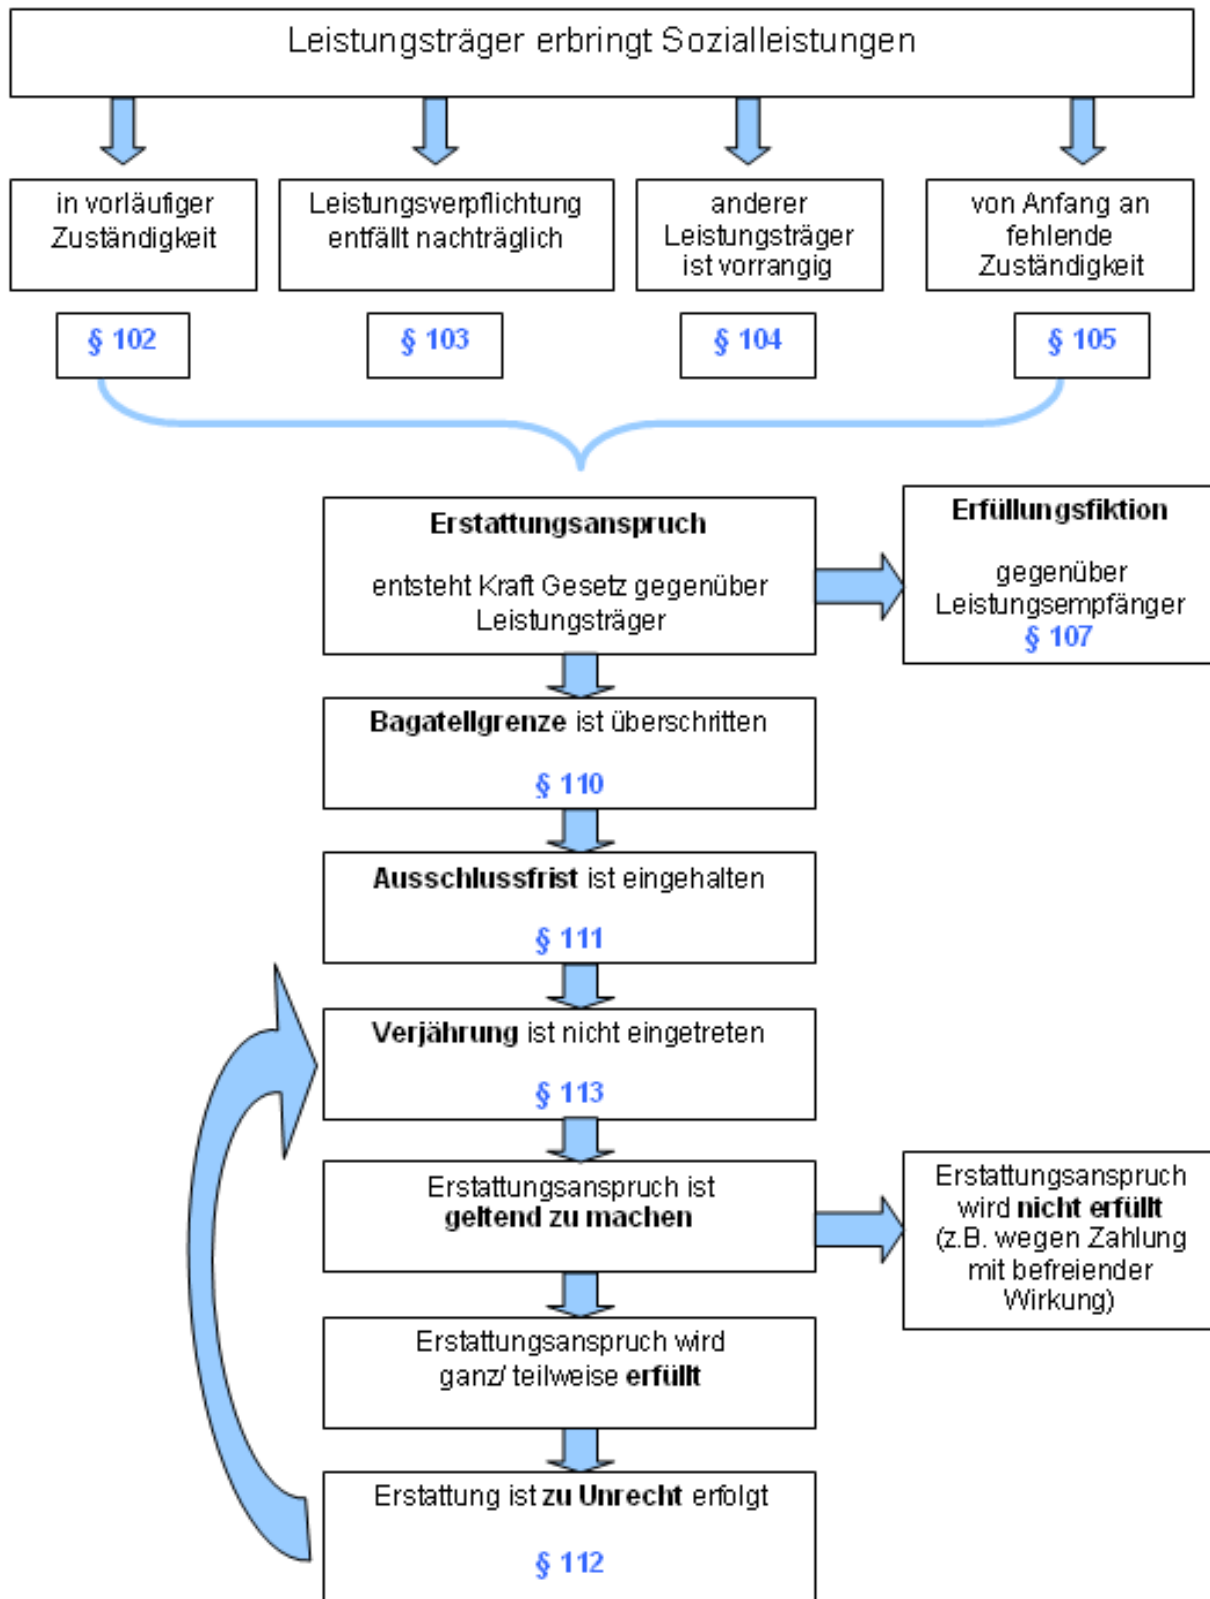 Leistungsträger erbringt Sozialleistungen
in vorläufiger
Zuständigkeit
§ 102
Leistungsverpflichtung
entfällt nachträglich
§ 103
anderer
Leistungsträger
ist vorrangig
§ 104
von Anfang an
fehlende
Zuständigkeit
§ 105
Erstattungsanspruch
entsteht Kraft Gesetz gegenüber
Leistungsträger
Erfüllungsfiktion
gegenüber
Leistungsempfänger
§ 107
Bagatellgrenze ist überschritten
§ 110
Ausschlussfrist ist eingehalten
§ 111
Verjährung ist nicht eingetreten
§ 113
Erstattungsanspruch ist
geltend zu machen
Erstattungsanspruch
wird nicht erfüllt
(z.B. wegen Zahlung
mit befreiender
Wirkung)
Erstattungsanspruch wird
ganz/ teilweise erfüllt
Erstattung ist zu Unrecht erfolgt
§ 112